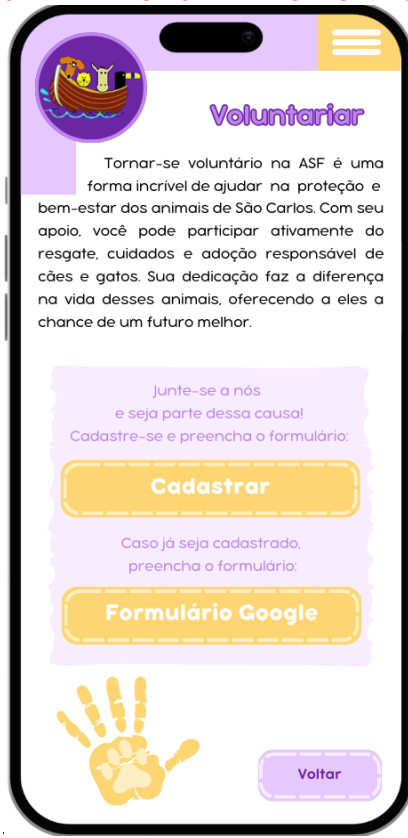 Voluntariar
Tornar-se voluntário na ASF é uma
forma incrível de ajudar na proteção e
bem-estar dos animais de São Carlos. Com seu
apoio, você pode participar ativamente do
resgate, cuidados e adoção responsável de
cães e gatos. Sua dedicação faz a diferença
na vida desses animais, oferecendo a eles a
chance de um futuro melhor.
Junte-se a nós
e seja parte dessa causa!
Cadastre-se e preencha o formulário:
Cadastrar
Caso já seja cadastrado,
preencha o formulário:
Formulário Google
Voltar